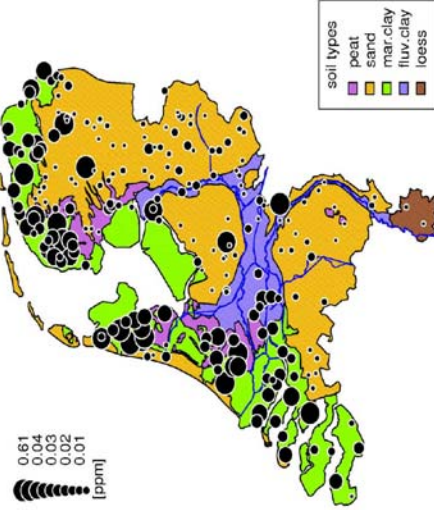 soil types
peat
sand
mar.clay
fluv.clay
loess
0.61
0.04
0.03
0.02
0.01
[ppm]